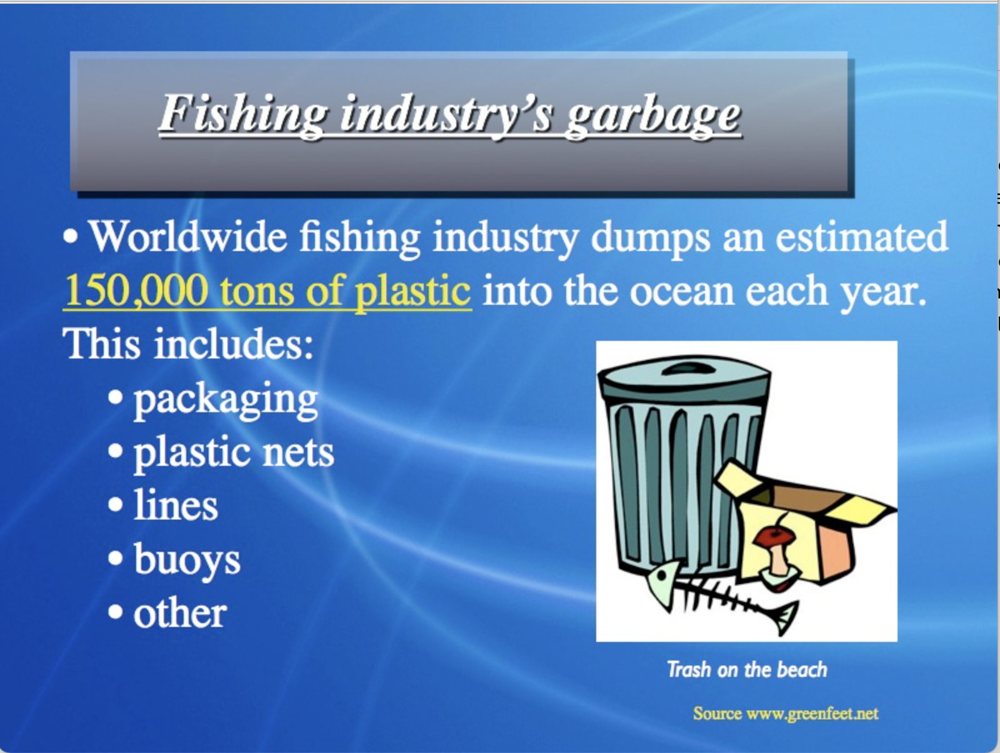 Fishing industry’s garbage
• Worldwide fishing industry dumps an estimated
150,000 tons of plastic into the ocean each year.
This includes:
• packaging
• plastic nets
• lines
• buoys
• other
Trash on the beach
Source www.greenfeet.net